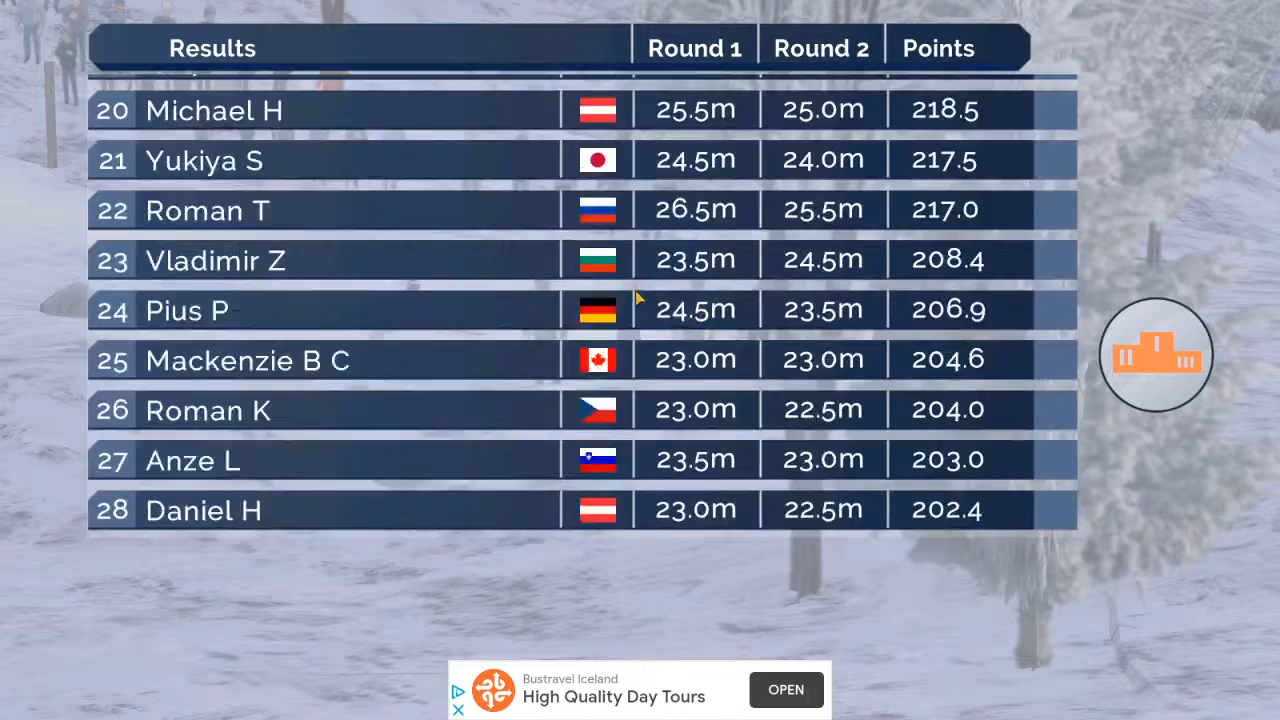 Results Round 1 Round 2 Points
20 Michael H 25.5m 25.0m 218.5
21 Yukiya S 24.5m 24.0m 217.5
22 Roman T 26.5m 25.5m 217.0
23 Vladimir Z 23.5m 24.5m 208.4
24 Pius P 24.5m 23.5m 206.9
25 Mackenzie B C 23.0m 23.0m 204.6
26 Roman K 23.0m 22.5m 204.0
27 Anze L 23.5m 23.0m 203.0
28 Daniel H 23.0m 22.5m 202.4
Bustravel Iceland
High Quality Day Tours
OPEN